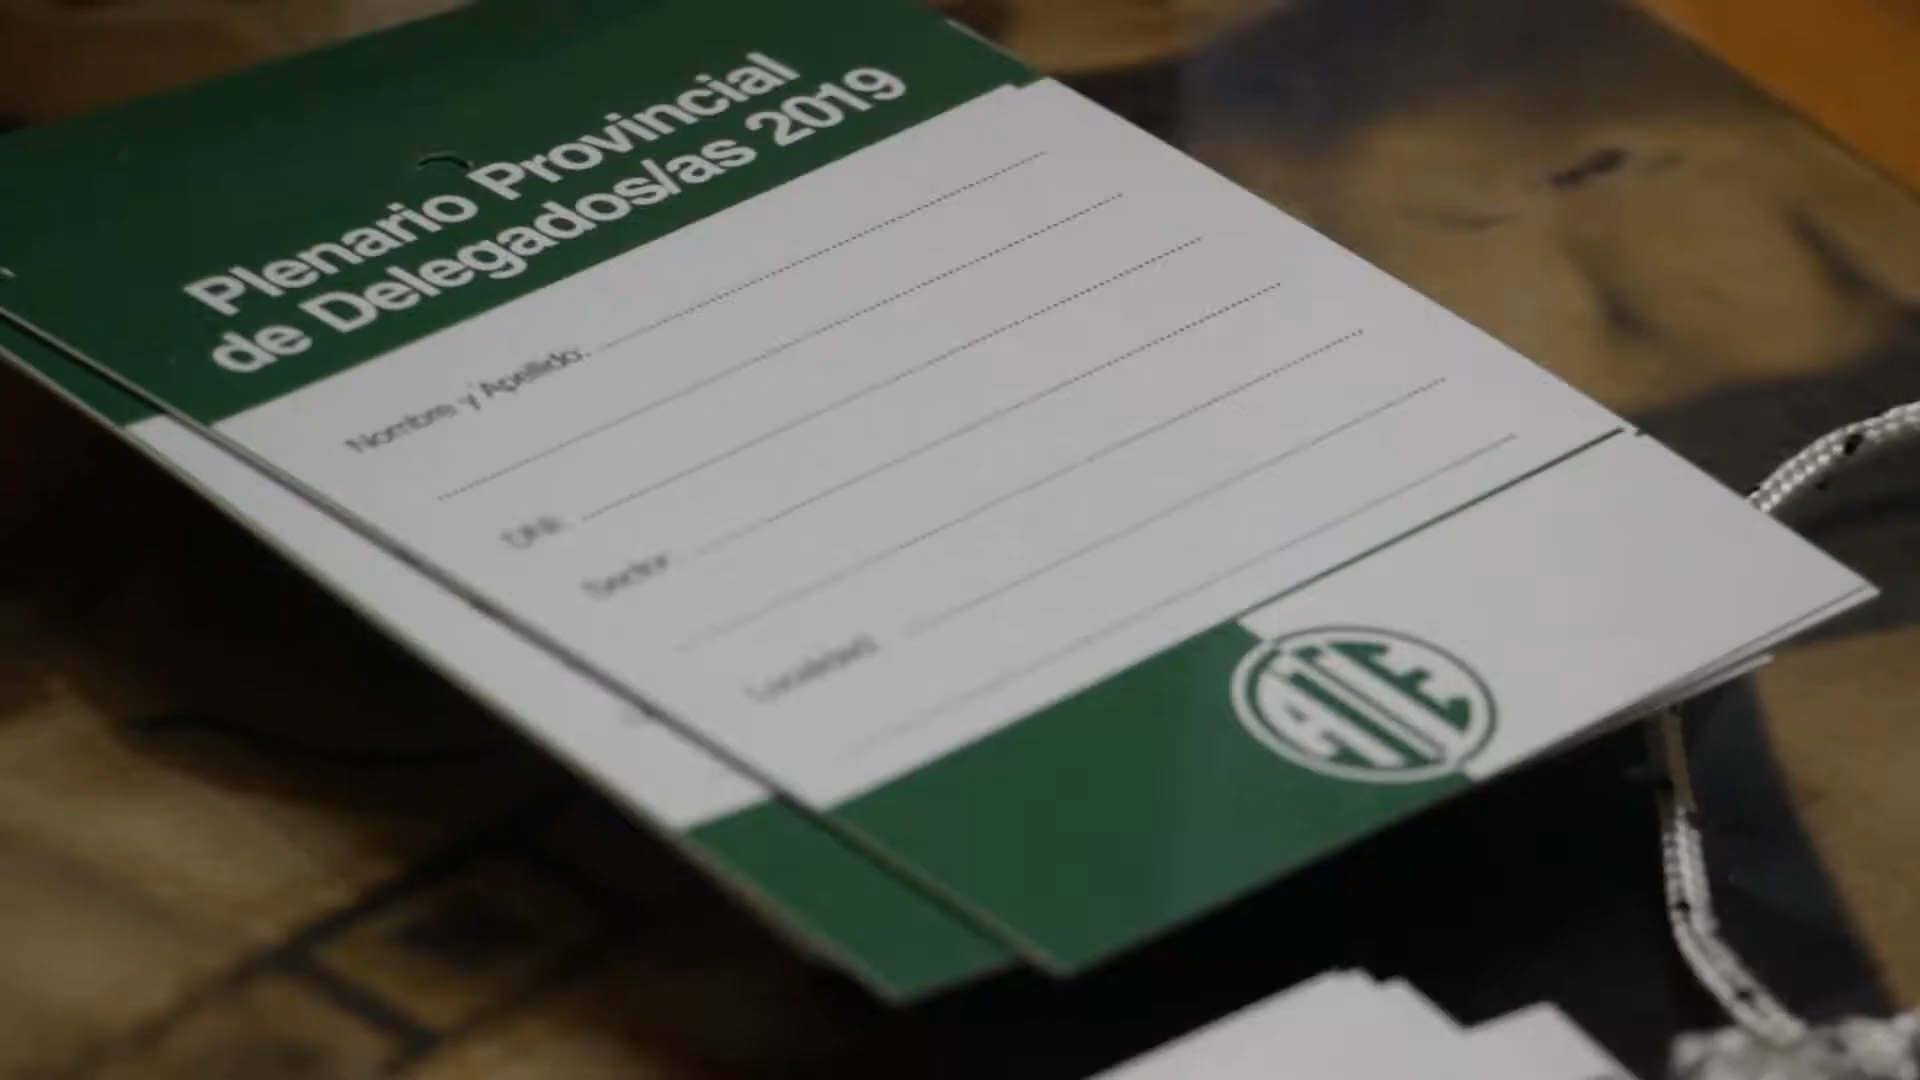 Plenario Provincial
de Delegados/as 2019
Nombre y Apellido:
DNI:
Sector:
Localidad:
ATE